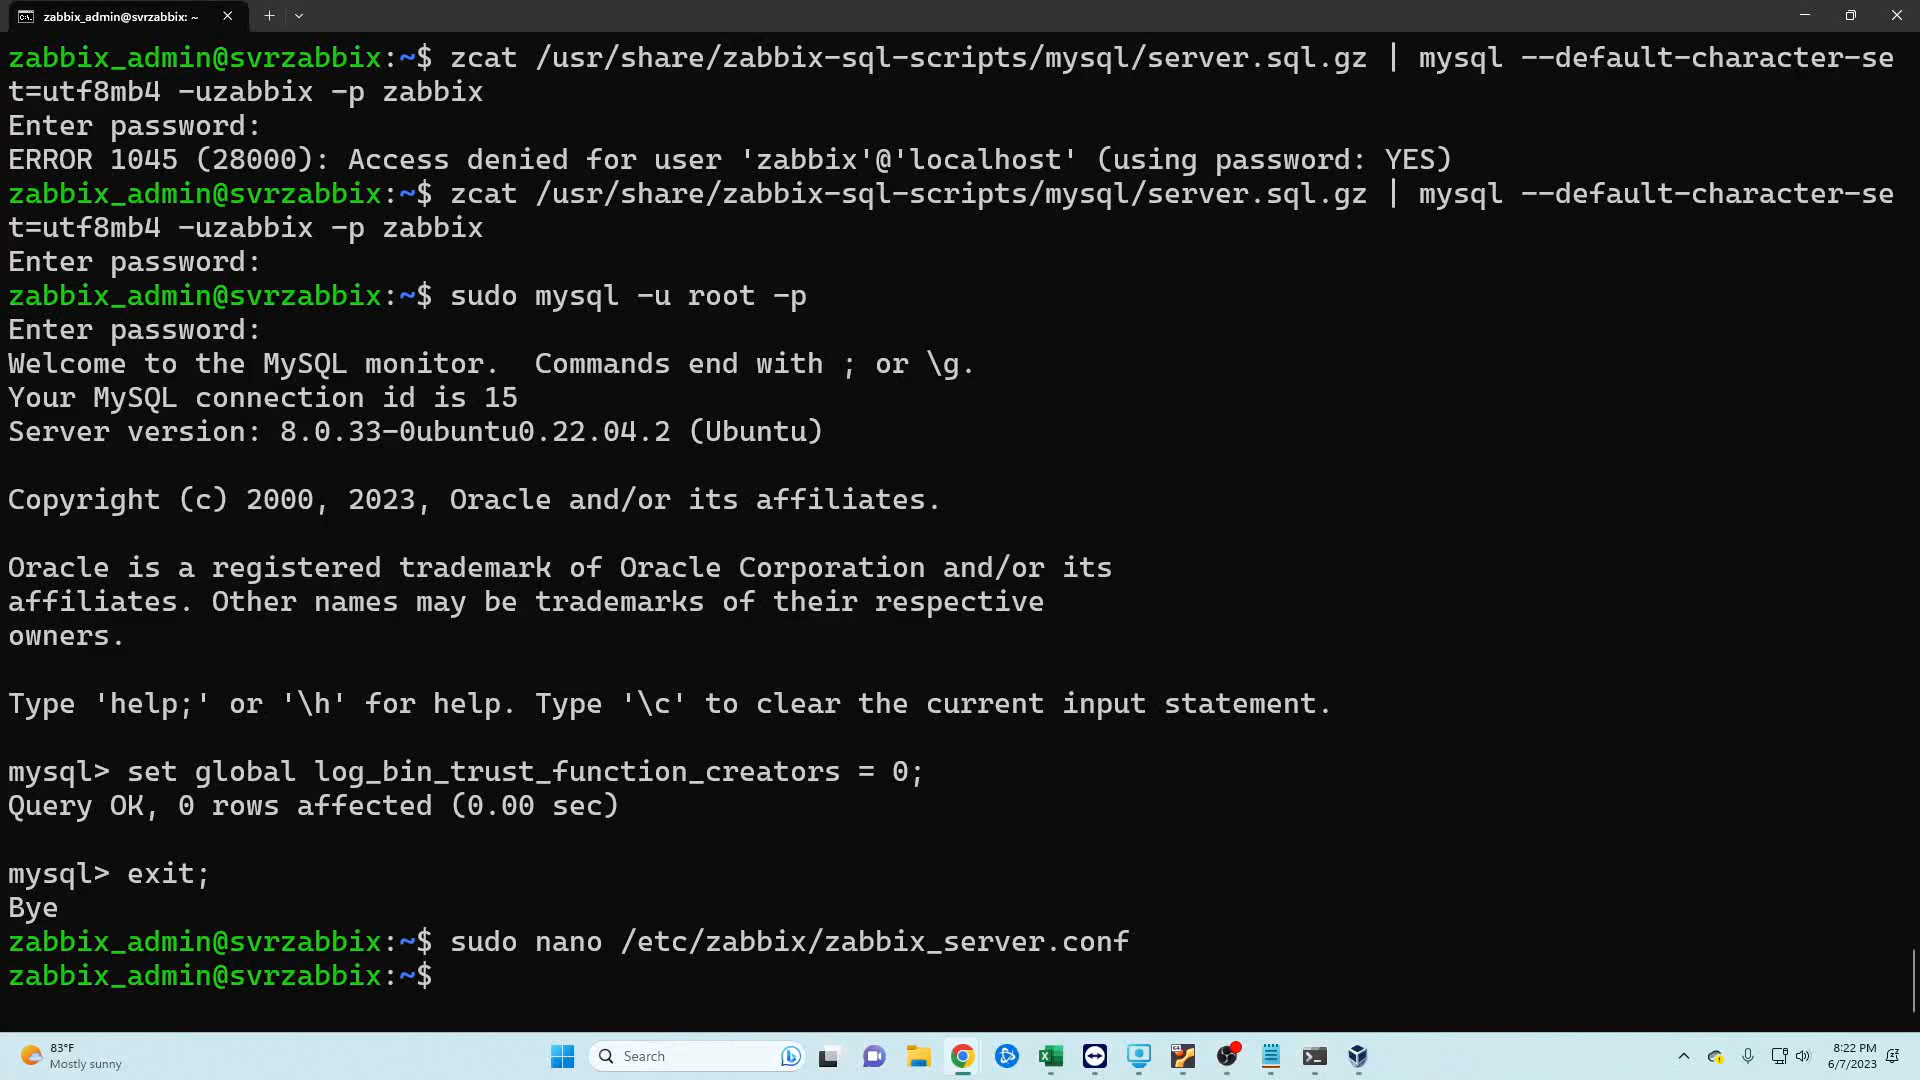 zabbix_admin@svrzabbix: ~
zabbix_admin@svrzabbix:~$ zcat /usr/share/zabbix-sql-scripts/mysql/server.sql.gz | mysql --default-character-se
t=utf8mb4 -uzabbix -p zabbix
Enter password:
ERROR 1045 (28000): Access denied for user 'zabbix'@'localhost' (using password: YES)
zabbix_admin@svrzabbix:~$ zcat /usr/share/zabbix-sql-scripts/mysql/server.sql.gz | mysql --default-character-se
t=utf8mb4 -uzabbix -p zabbix
Enter password:
zabbix_admin@svrzabbix:~$ sudo mysql -u root -p
Enter password:
Welcome to the MySQL monitor.  Commands end with ; or \g.
Your MySQL connection id is 15
Server version: 8.0.33-0ubuntu0.22.04.2 (Ubuntu)
Copyright (c) 2000, 2023, Oracle and/or its affiliates.
Oracle is a registered trademark of Oracle Corporation and/or its
affiliates. Other names may be trademarks of their respective
owners.
Type 'help;' or '\h' for help. Type '\c' to clear the current input statement.
mysql> set global log_bin_trust_function_creators = 0;
Query OK, 0 rows affected (0.00 sec)
mysql> exit;
Bye
zabbix_admin@svrzabbix:~$ sudo nano /etc/zabbix/zabbix_server.conf
zabbix_admin@svrzabbix:~$
83°F
Mostly sunny
Search
8:22 PM
6/7/2023